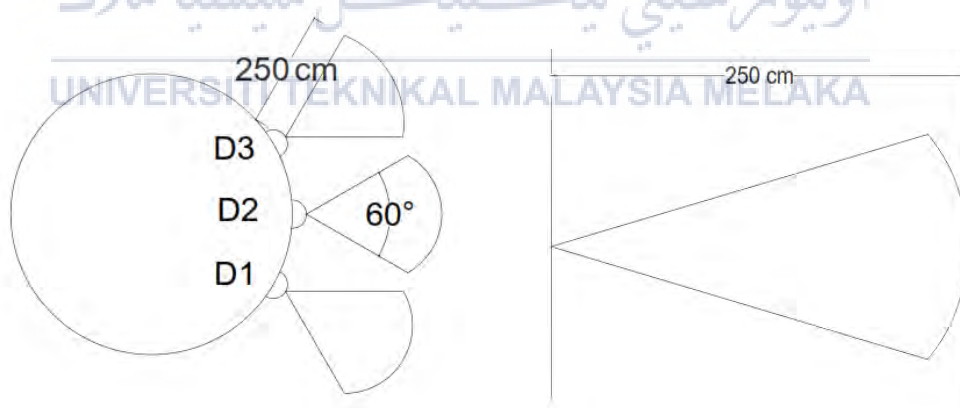 250 cm
250 cm
UNIVERSITI TEKNIKAL MALAYSIA MELAKA
D3
D2
60°
D1